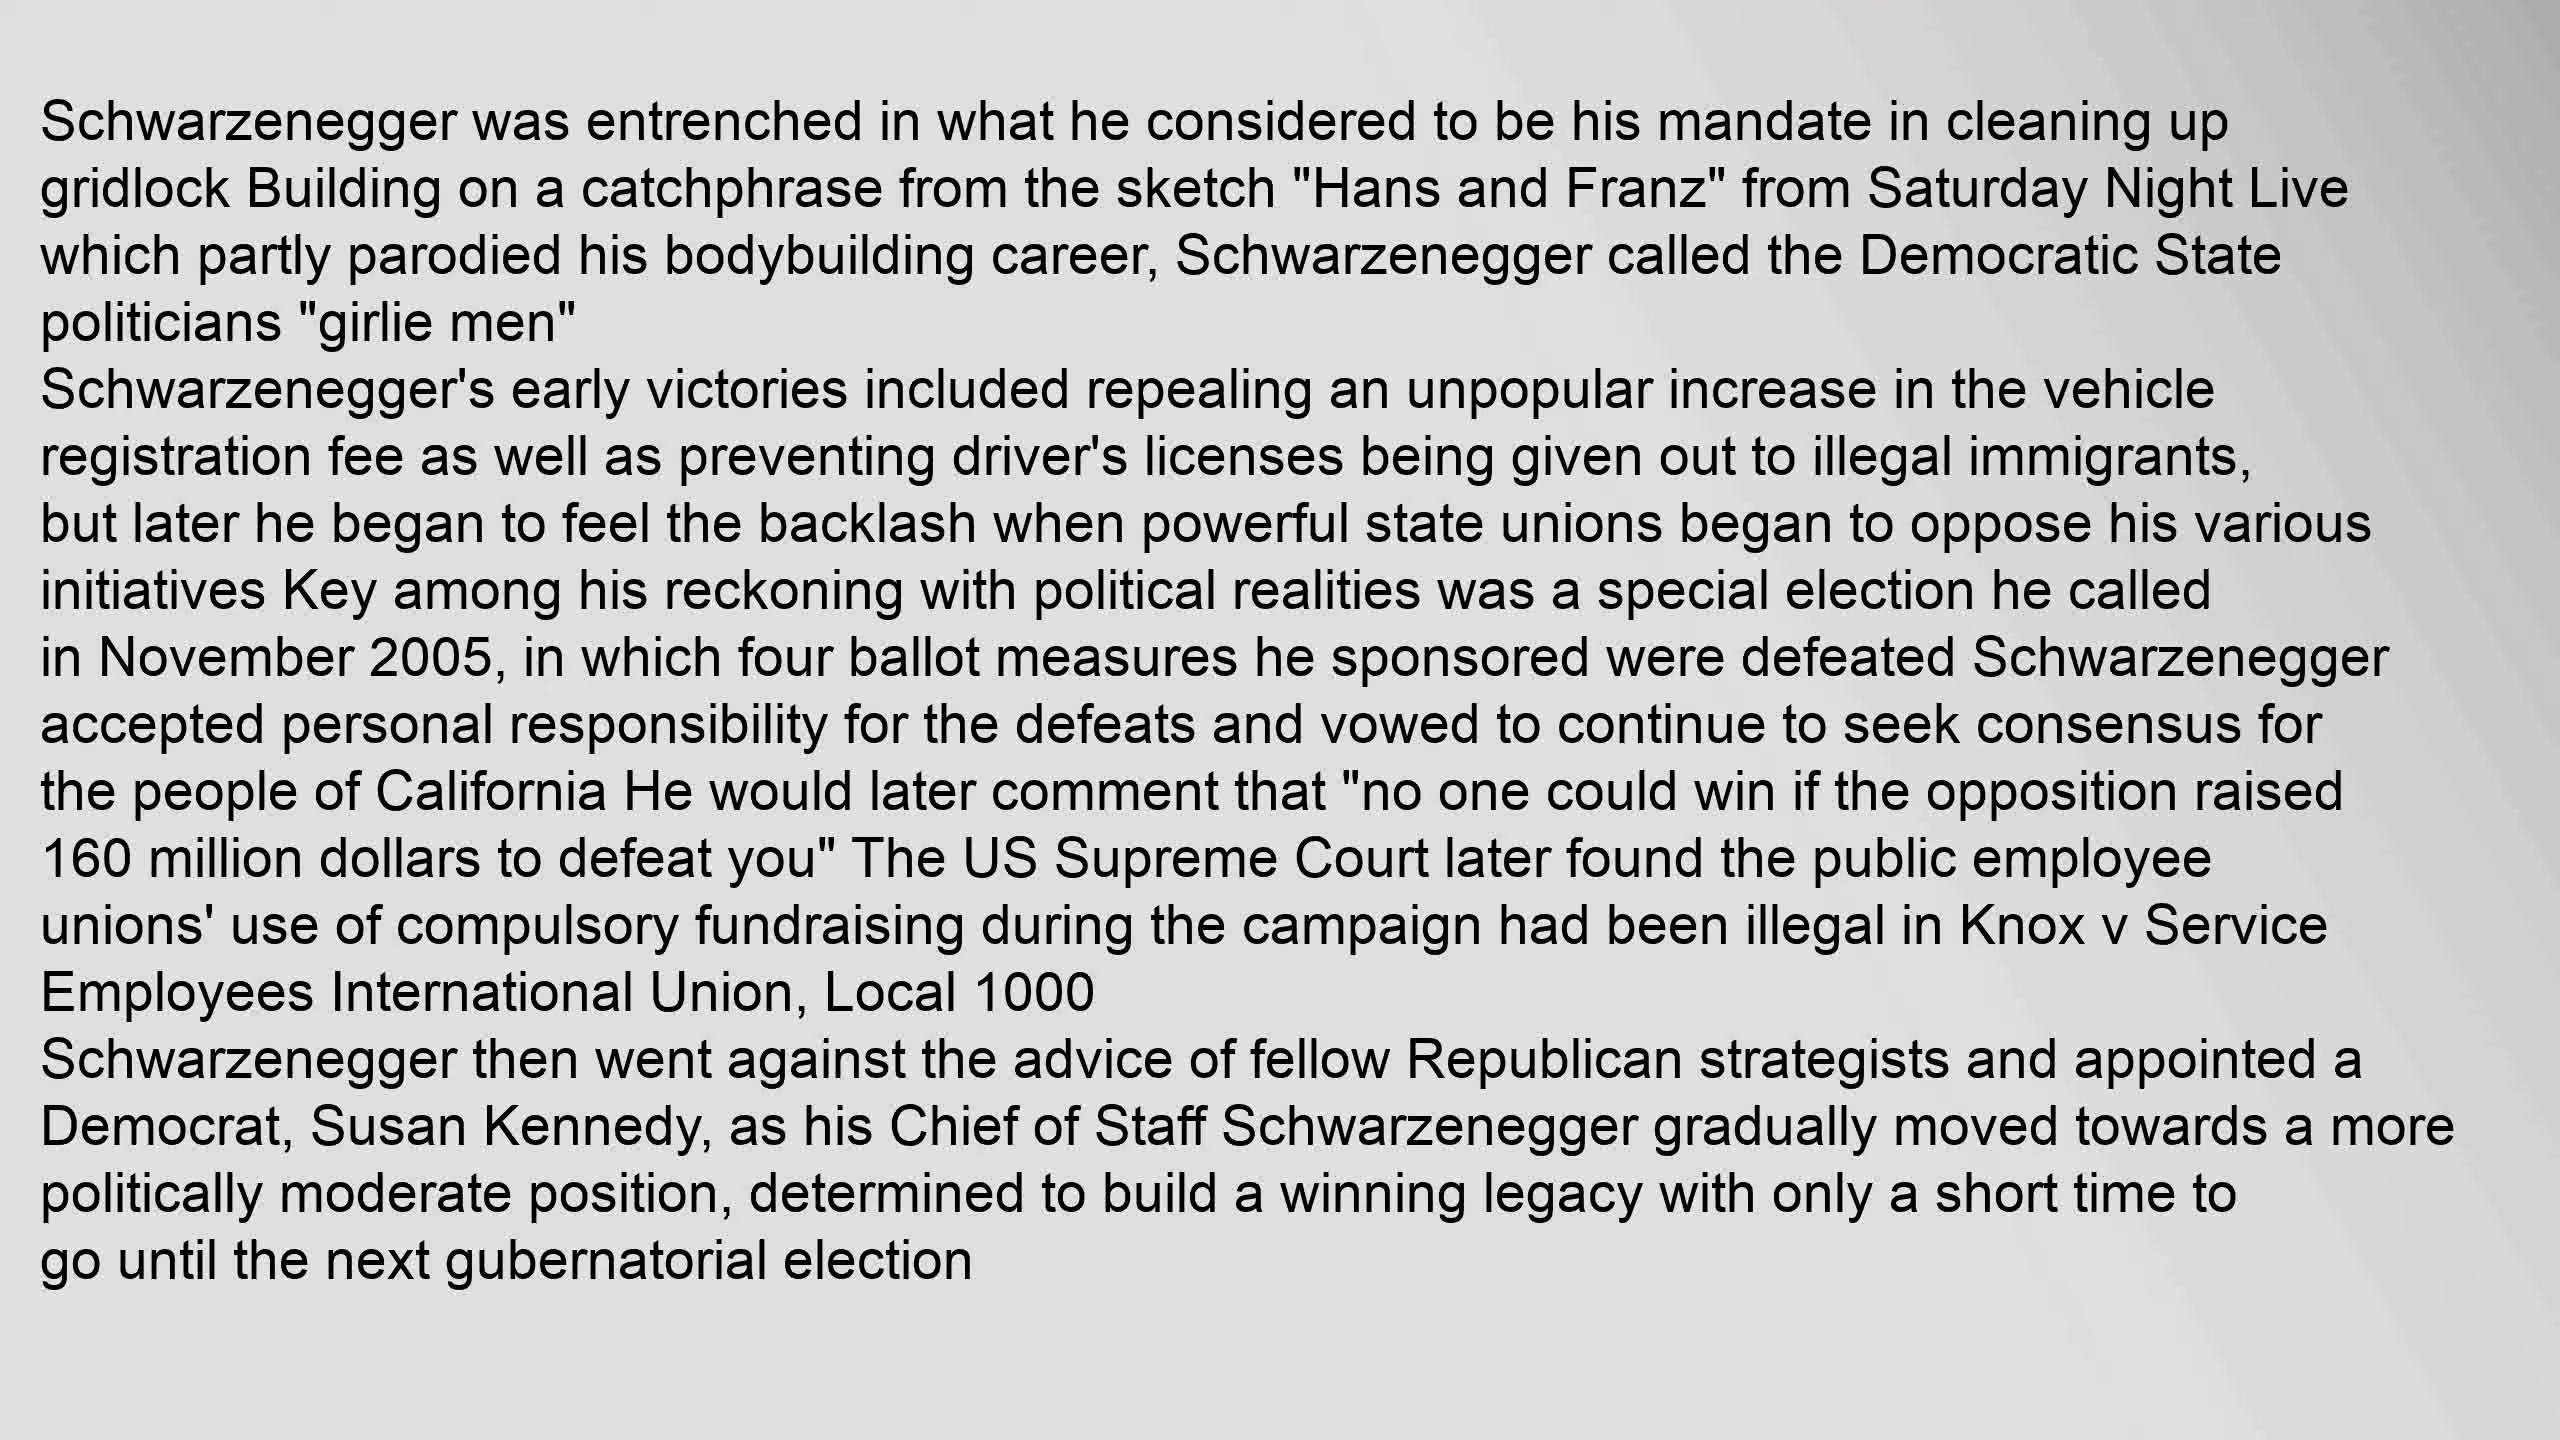 Schwarzenegger was entrenched in what he considered to be his mandate in cleaning up
gridlock Building on a catchphrase from the sketch "Hans and Franz" from Saturday Night Live
which partly parodied his bodybuilding career, Schwarzenegger called the Democratic State
politicians "girlie men"
Schwarzenegger's early victories included repealing an unpopular increase in the vehicle
registration fee as well as preventing driver's licenses being given out to illegal immigrants,
but later he began to feel the backlash when powerful state unions began to oppose his various
initiatives Key among his reckoning with political realities was a special election he called
in November 2005, in which four ballot measures he sponsored were defeated Schwarzenegger
accepted personal responsibility for the defeats and vowed to continue to seek consensus for
the people of California He would later comment that "no one could win if the opposition raised
160 million dollars to defeat you" The US Supreme Court later found the public employee
unions' use of compulsory fundraising during the campaign had been illegal in Knox v Service
Employees International Union, Local 1000
Schwarzenegger then went against the advice of fellow Republican strategists and appointed a
Democrat, Susan Kennedy, as his Chief of Staff Schwarzenegger gradually moved towards a more
politically moderate position, determined to build a winning legacy with only a short time to
go until the next gubernatorial election